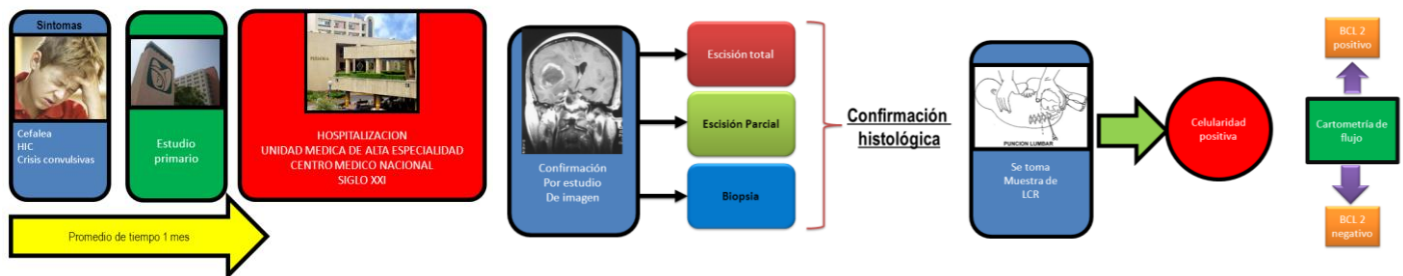 Sintomas
Cefalea
HIC
Crisis convulsivas
Estudio
primario
HOSPITALIZACION
UNIDAD MEDICA DE ALTA ESPECIALIDAD
CENTRO MEDICO NACIONAL
SIGLO XXI
Promedio de tiempo 1 mes
Confirmación
Por estudio
De imagen
Escisión total
Escisión Parcial
Biopsia
Confirmación
histológica
PUNCION LUMBAR
Se toma
Muestra de
LCR
Celularidad
positiva
BCL 2
positivo
Cartometría de
flujo
BCL 2
negativo